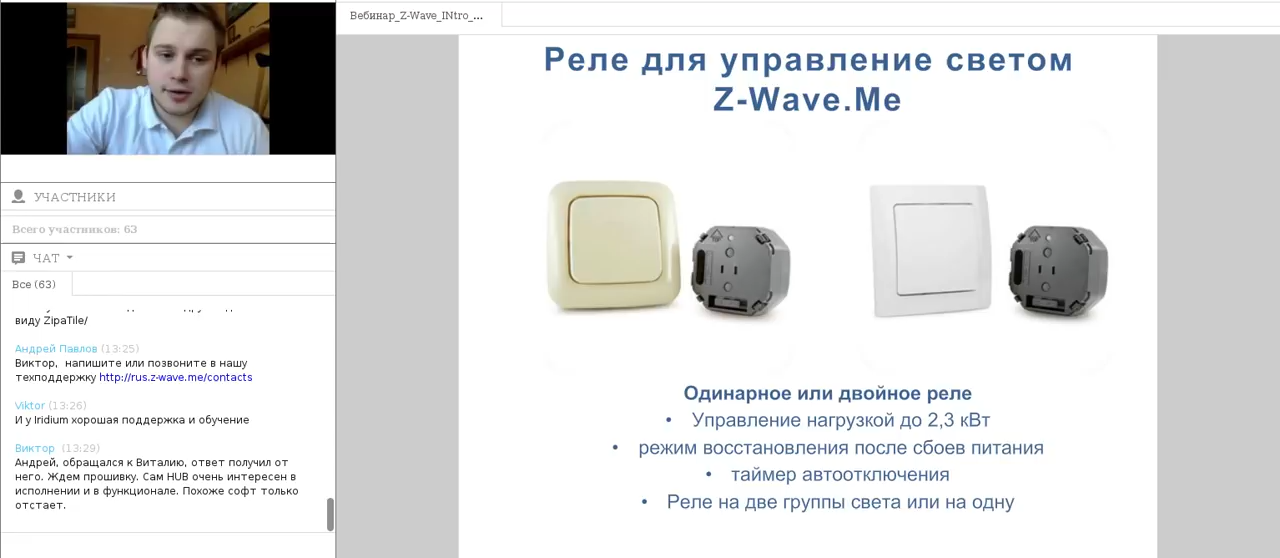 УЧАСТНИКИ
Всего участников: 63
ЧАТ
Все (63)
виду ZipaTile/
Андрей Павлов (13:25)
Виктор, напишите или позвоните в нашу
техподдержку http://rus.z-wave.me/contacts
Viktor (13:26)
И у Iridium хорошая поддержка и обучение
Виктор (13:29)
Андрей, обращался к Виталию, ответ получил от
него. Ждем прошивку. Сам HUB очень интересен в
исполнении и в функционале. Похоже софт только
отстает.
Вебинар_Z-Wave_INtro_...
Реле для управление светом
Z-Wave.Me
Одинарное или двойное реле
• Управление нагрузкой до 2,3 кВт
• режим восстановления после сбоев питания
• таймер автоотключения
• Реле на две группы света или на одну